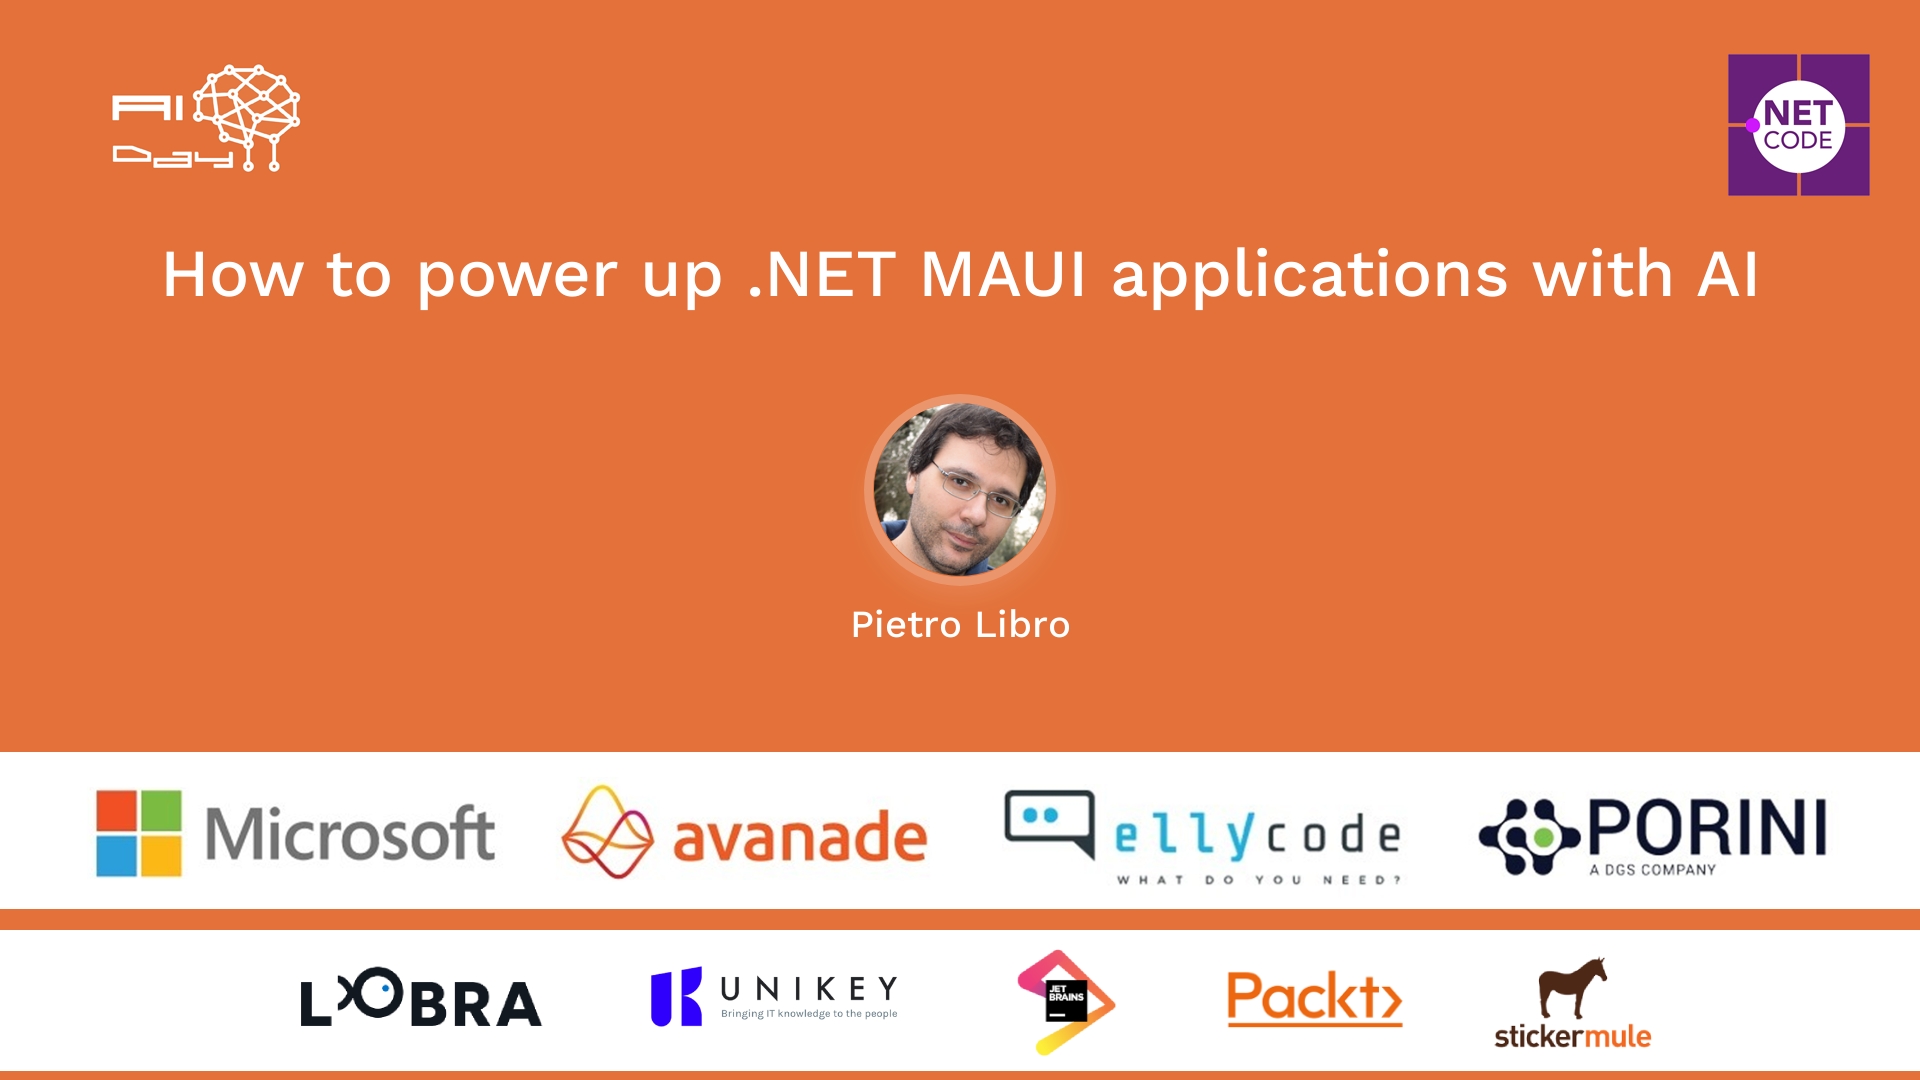 AI
Day
NET
CODE
How to power up .NET MAUI applications with AI
Pietro Libro
Microsoft
avanade
ellycode
WHAT DO YOU NEED?
PORINI
A DGS COMPANY
LOBRA
UNIKEY
Bringing IT knowledge to the people
JET
BRAINS
Packt>
stickermule